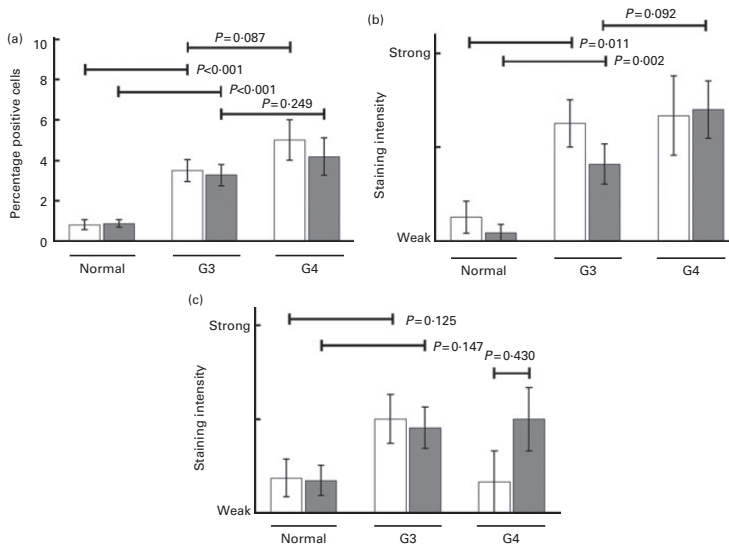 (a)
Percentage positive cells
10
8
6
4
2
0
P=0·087
P<0·001
P<0·001
P=0·249
Normal
G3
G4
(b)
Staining intensity
Strong
Weak
P=0·092
P=0·011
P=0·002
Normal
G3
G4
(c)
Staining intensity
Strong
Weak
P=0·125
P=0·147
P=0·430
Normal
G3
G4